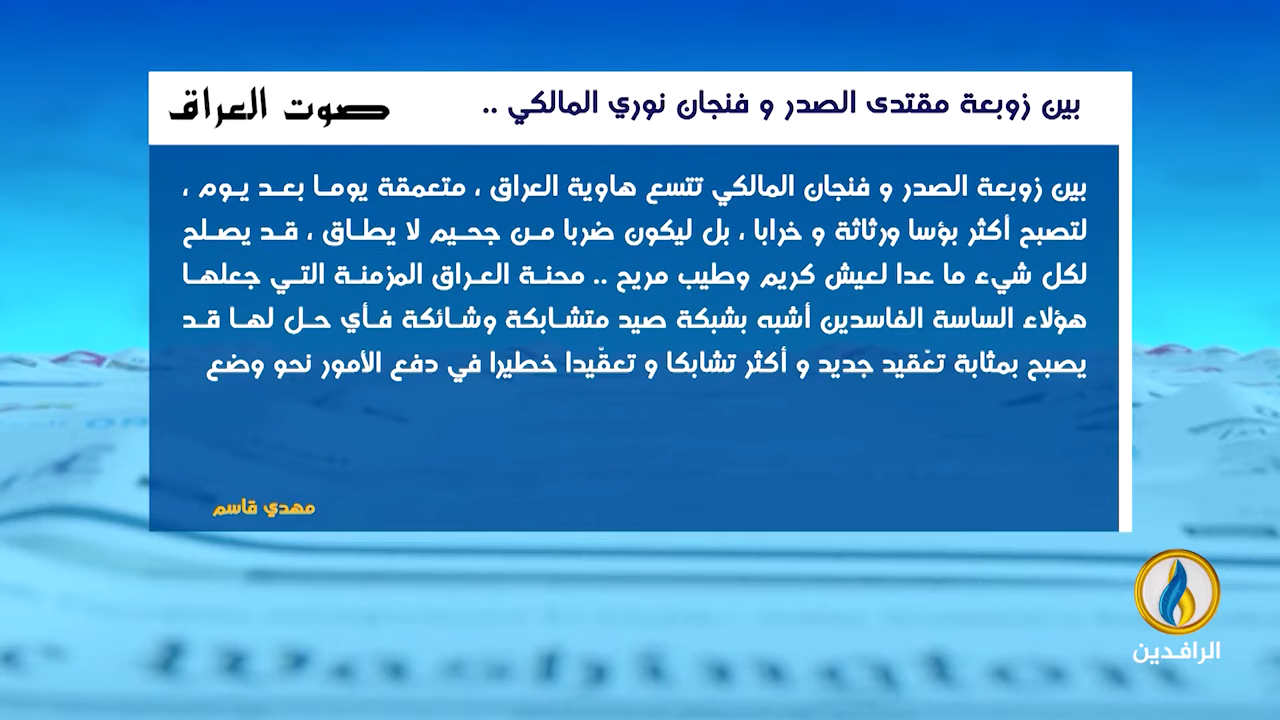 بين زوبعة مقتدى الصدر و فنجان نوري المالكي ..
صوت العراق
بين زوبعة الصدر و فنجان المالكي تتسع هاوية العراق ، متعمقة يوما بعد يوم ،
لتصبح أكثر بؤسا ورثاثة و خرابا ، بل ليكون ضربا من جحيم لا يطاق ، قد يصلح
لكل شيء ما عدا لعيش كريم وطيب مريح .. محنة العراق المزمنة التي جعلها
هؤلاء الساسة الفاسدين أشبه بشبكة صيد متشابكة وشائكة فأي حل لها قد
يصبح بمثابة تعّقيد جديد و أكثر تشابكا و تعقّيدا خطيرا في دفع الأمور نحو وضع
مهدي قاسم
الرافدين
Washington